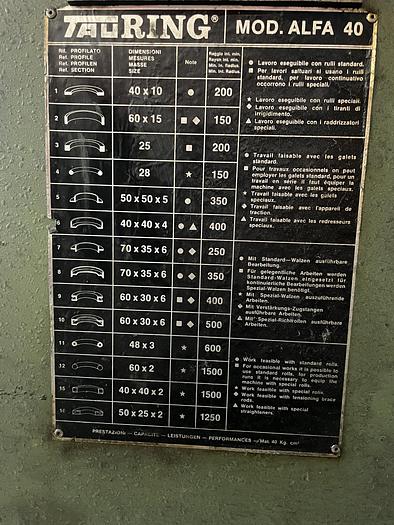 TAURING® MOD. ALFA 40
Rif. PROFILATO
Ref. PROFILE
Ref. PROFILEN
Ref. SECTION
DIMENSIONI
MESURES
MASSE
SIZE
Note
Raggio int. min.
Rayon int. min.
Min. int. Radius.
Min. In. Radius.
1 40 x 10 ● 200
2 60 x 15 ■ ◆ 150
3 25 ■ 200
4 28 ★ 150
5 50 x 50 x 5 ● 350
6 40 x 40 x 4 ● ▲ 400
7 70 x 35 x 6 ● ◆ 250
8 70 x 35 x 6 ● ◆ 350
9 60 x 30 x 6 ■ ◆ 400
10 60 x 30 x 6 ■ ◆ 500
11 48 x 3 ★ 600
12 60 x 2 ★ 1500
40 x 40 x 2 ★ 1500
50 x 25 x 2 ★ 1250
● Lavoro eseguibile con rulli standard.
■ Per lavori saltuari si usano i rulli
standard, per lavoro continuativo
occorrono i rulli speciali.
★ Lavoro eseguibile con rulli speciali.
◆ Lavoro eseguibile con i tiranti di
irrigidimento.
▲ Lavoro eseguibile con i raddrizzatori
speciali.
● Travail faisable avec les galets
standard.
■ Pour travaux occasionnels on peut
employer les galets standard, pour un
travail en série il faut équiper la
machine avec les galets speciaux.
★ Travail faisable avec les galets
speciaux.
◆ Travail faisable avec l'appareil de
traction.
▲ Travail faisable avec les redresseurs
speciaux.
● Mit Standard-Walzen ausführbare
Bearbeitung.
■ Für gelegentliche Arbeiten werden
Standard-Walzen eingesetzt für
kontinuierliche Bearbeitungen werden
Spezial-Walzen benötigt.
★ Mit Spezial-Walzen auszuführende
Arbeiten.
◆ Mit Verstärkungs-Zugstangen
ausführbare Arbeiten.
▲ Mit Spezial-Richtrollen ausführbare
Arbeiten.
● Work feasible with standard rolls.
■ For occasional works it is possible to
use standard rolls, for production
runs it is necessary to equip the
machine with special rolls.
★ Work feasible with special rolls.
◆ Work feasible with tensioning brace
rods.
▲ Work feasible with special
straighteners.
PRESTAZIONI — CAPACITE — LEISTUNGEN — PERFORMANCES — Mat. 40 Kg. cm²